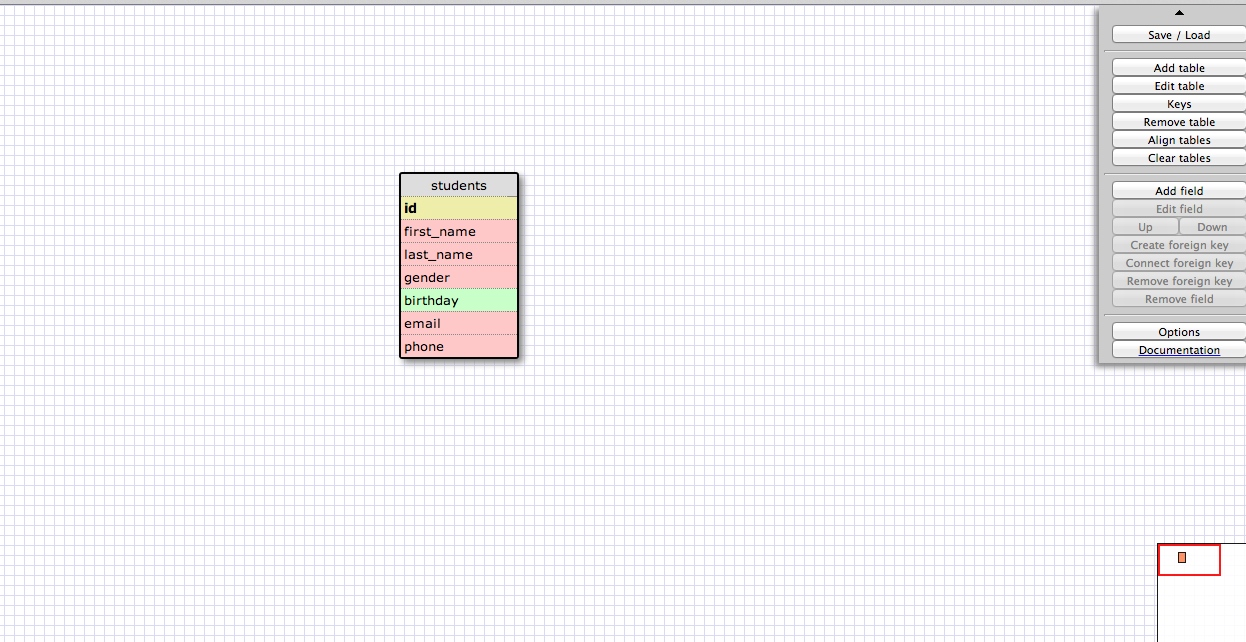 Save / Load
Add table
Edit table
Keys
Remove table
Align tables
Clear tables
students
id
first_name
last_name
gender
birthday
email
phone
Add field
Edit field
Up Down
Create foreign key
Connect foreign key
Remove foreign key
Remove field
Options
Documentation